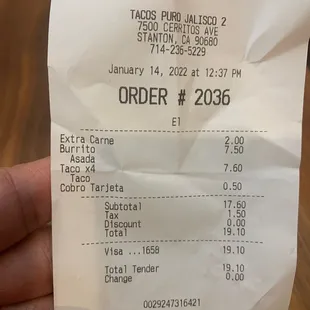 TACOS PURO JALISCO 2
7500 CERRITOS AVE
STANTON, CA 90680
714-236-5229
January 14, 2022 at 12:37 PM
ORDER # 2036
El
Extra Carne 2.00
Burrito 7.50
Asada
Taco x4 7.60
Taco
Cobro Tarjeta 0.50
Subtotal 17.60
Tax 1.50
Discount 0.00
Total 19.10
Visa ...1658 19.10
Total Tender 19.10
Change 0.00
0029247316421